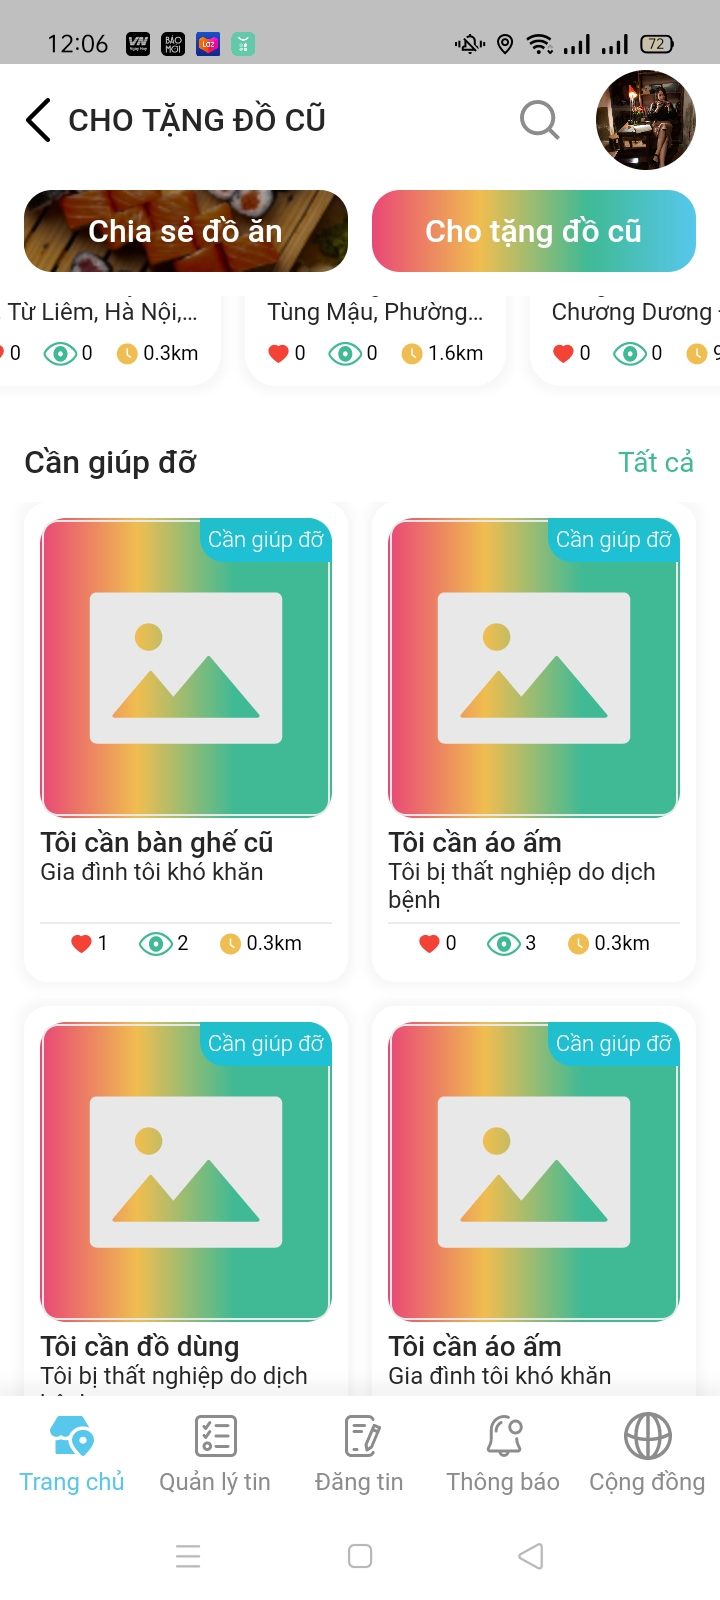 12:06
VN
BÁO MỚI
Laz
72
CHO TẶNG ĐỒ CŨ
Chia sẻ đồ ăn
Cho tặng đồ cũ
, Từ Liêm, Hà Nội,...
Tùng Mậu, Phường...
Chương Dương
0
0
0.3km
0
0
1.6km
0
0
9
Cần giúp đỡ
Tất cả
Cần giúp đỡ
Cần giúp đỡ
Tôi cần bàn ghế cũ
Gia đình tôi khó khăn
1
2
0.3km
Tôi cần áo ấm
Tôi bị thất nghiệp do dịch
bệnh
0
3
0.3km
Cần giúp đỡ
Cần giúp đỡ
Tôi cần đồ dùng
Tôi bị thất nghiệp do dịch
Tôi cần áo ấm
Gia đình tôi khó khăn
Trang chủ
Quản lý tin
Đăng tin
Thông báo
Cộng đồng